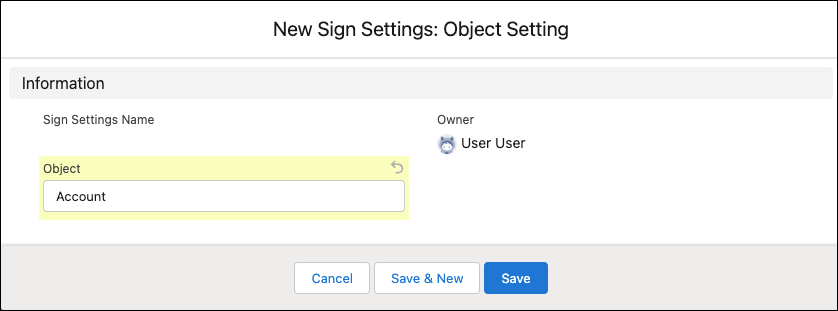 New Sign Settings: Object Setting
Information
Sign Settings Name
Owner
User User
Object
Account
Cancel
Save & New
Save